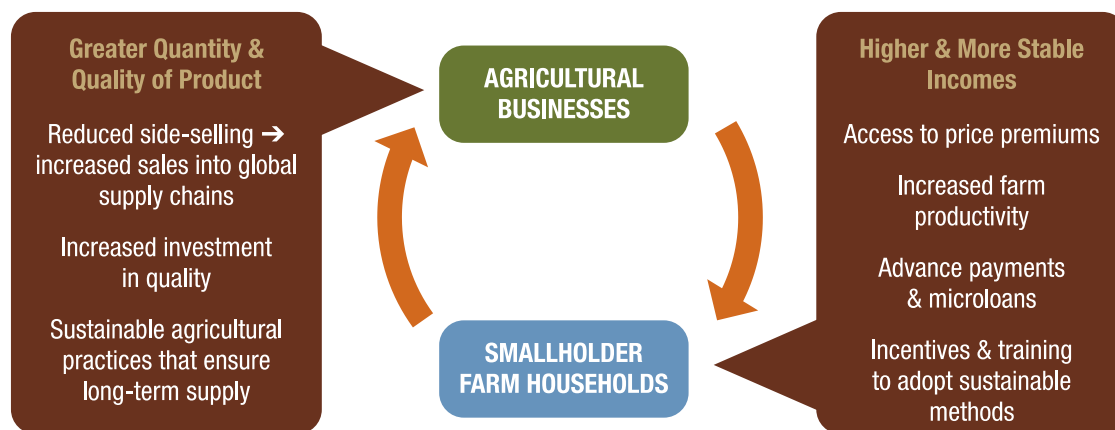 Greater Quantity &
Quality of Product
Reduced side-selling ➔
increased sales into global
supply chains
Increased investment
in quality
Sustainable agricultural
practices that ensure
long-term supply
AGRICULTURAL
BUSINESSES
SMALLHOLDER
FARM HOUSEHOLDS
Higher & More Stable
Incomes
Access to price premiums
Increased farm
productivity
Advance payments
& microloans
Incentives & training
to adopt sustainable
methods